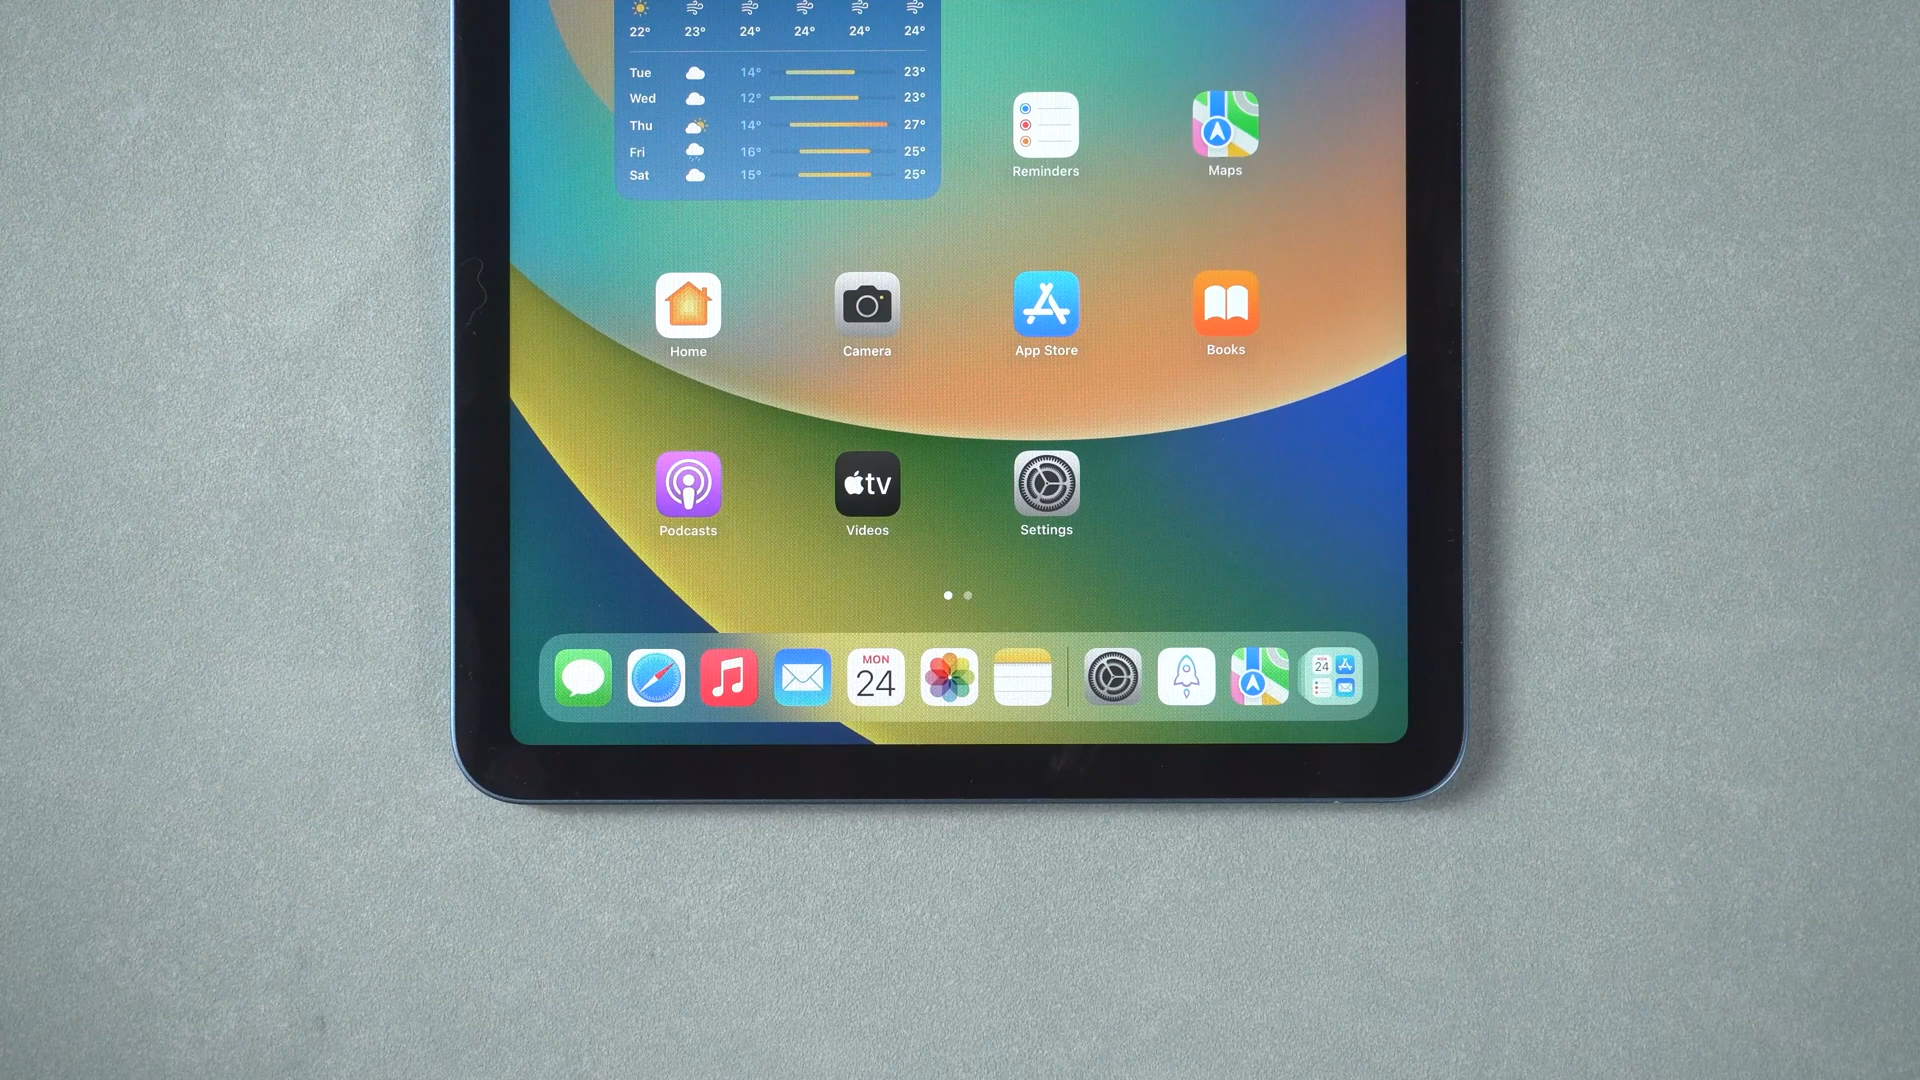 22° 23° 24° 24° 24° 24°
Tue 14° 23°
Wed 12° 23°
Thu 14° 27°
Fri 16° 25°
Sat 15° 25°
Reminders Maps
Home Camera App Store Books
tv
Podcasts Videos Settings
MON
24
MON
24